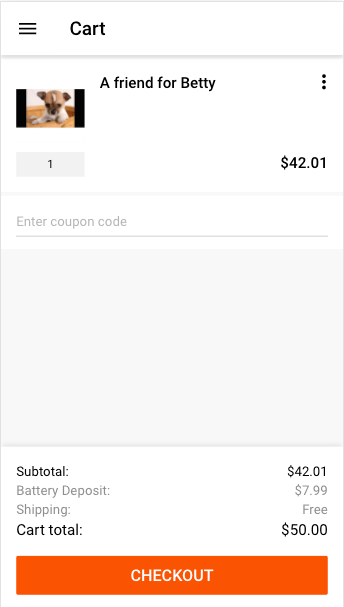 Cart
A friend for Betty
1
$42.01
Enter coupon code
Subtotal: $42.01
Battery Deposit: $7.99
Shipping: Free
Cart total: $50.00
CHECKOUT